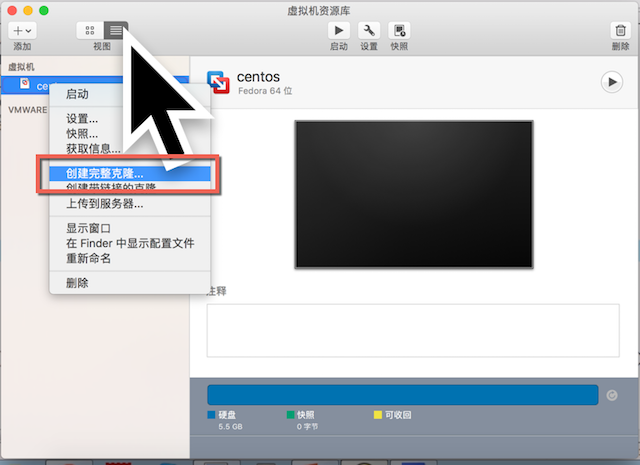 虚拟机资源库
添加
视图
启动
设置
快照
删除
虚拟机
VMWARE
启动
设置...
快照...
获取信息...
创建完整克隆...
创建带链接的克隆
上传到服务器...
显示窗口
在 Finder 中显示配置文件
重新命名
删除
centos
Fedora 64 位
注释
硬盘
5.5 GB
快照
0 字节
可收回